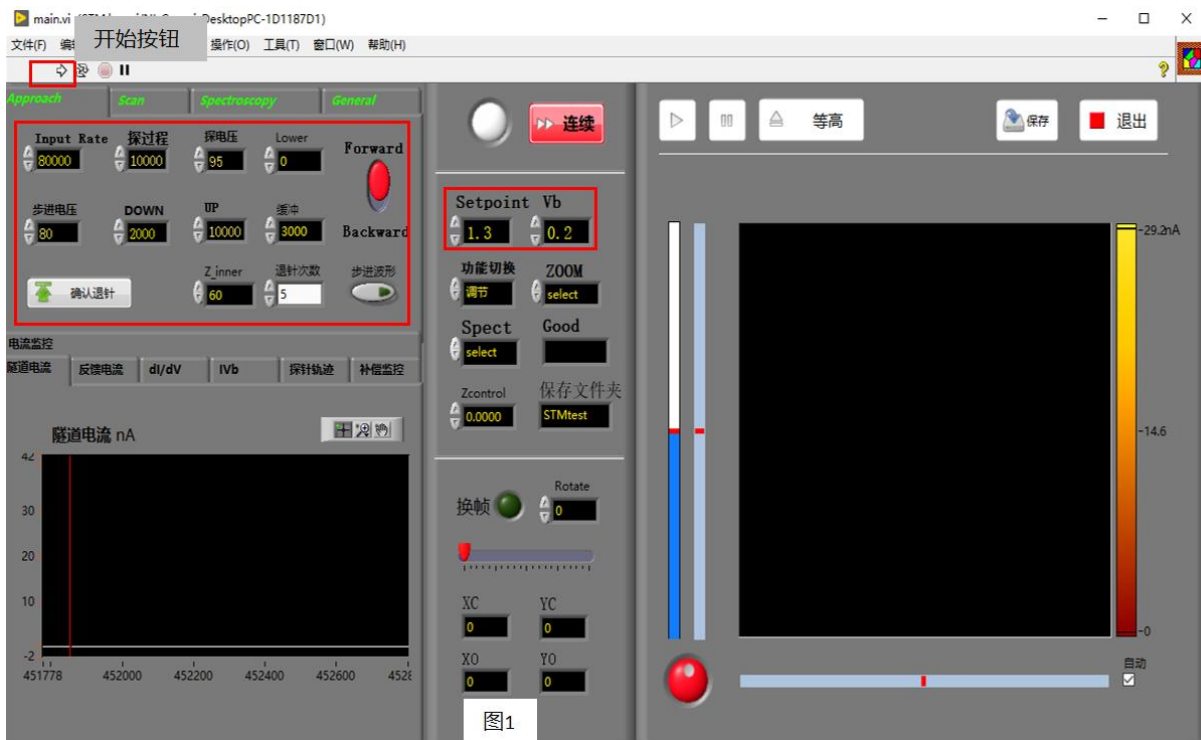 main.vi
DesktopPC-1D1187D1)
开始按钮
文件(F) 操作(O) 工具(T) 窗口(W) 帮助(H)
Approach Scan Spectroscopy General
Input Rate 探过程 探电压 Lower
80000 10000 95 0
Forward
步进电压 DOWN UP 缓冲
80 2000 10000 3000
Backward
Z_inner 退针次数 步进波形
确认退针 60 5
电流监控
隧道电流 反馈电流 dI/dV IVb 探针轨迹 补偿监控
隧道电流 nA
42
30
20
10
-2
451778 452000 452200 452400 452600 4528
连续
Setpoint Vb
1.3 0.2
功能切换 ZOOM
调节 select
Spect Good
select
Zcontrol 保存文件夹
0.0000 STMtest
换帧 Rotate
0
XC YC
0 0
XO YO
0 0
图1
等高 保存 退出
-29.2nA
-14.6
-0
自动